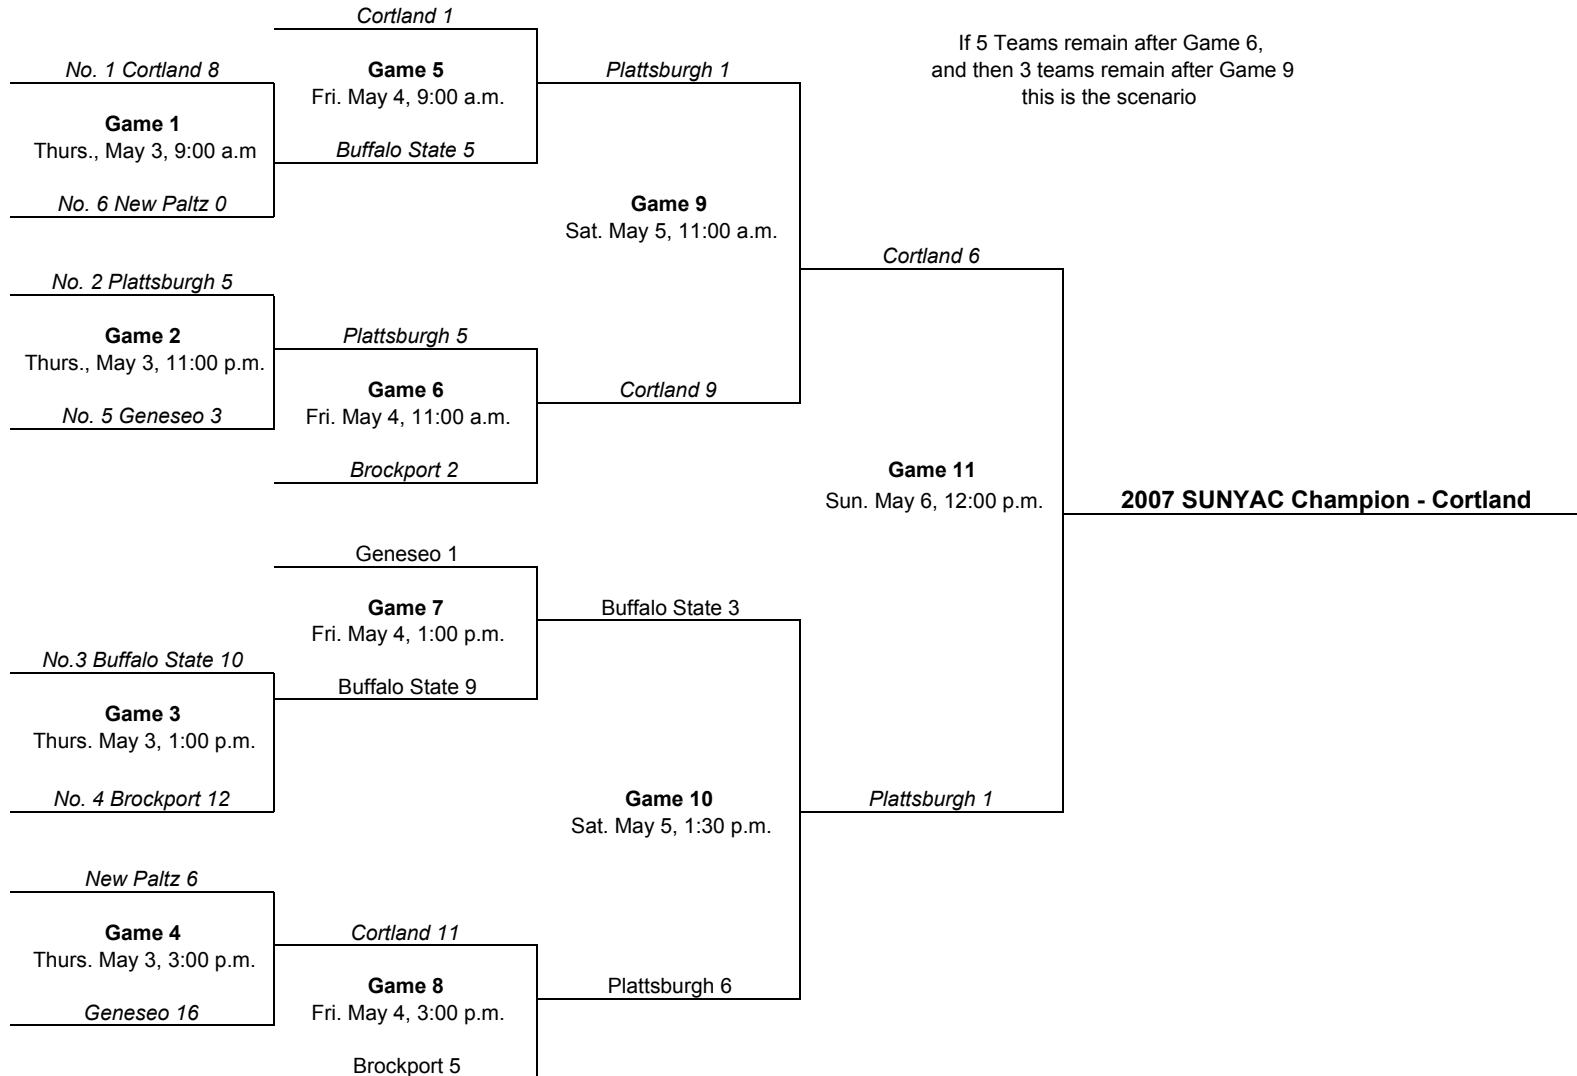 Cortland 1
If 5 Teams remain after Game 6,
and then 3 teams remain after Game 9
this is the scenario
No. 1 Cortland 8
Game 5
Fri. May 4, 9:00 a.m.
Plattsburgh 1
Game 1
Thurs., May 3, 9:00 a.m
Buffalo State 5
No. 6 New Paltz 0
Game 9
Sat. May 5, 11:00 a.m.
Cortland 6
No. 2 Plattsburgh 5
Game 2
Thurs., May 3, 11:00 p.m.
Plattsburgh 5
Game 6
Fri. May 4, 11:00 a.m.
Cortland 9
No. 5 Geneseo 3
Brockport 2
Game 11
Sun. May 6, 12:00 p.m.
2007 SUNYAC Champion - Cortland
Geneseo 1
Game 7
Fri. May 4, 1:00 p.m.
Buffalo State 3
No.3 Buffalo State 10
Buffalo State 9
Game 3
Thurs. May 3, 1:00 p.m.
No. 4 Brockport 12
Game 10
Sat. May 5, 1:30 p.m.
Plattsburgh 1
New Paltz 6
Game 4
Thurs. May 3, 3:00 p.m.
Cortland 11
Game 8
Fri. May 4, 3:00 p.m.
Plattsburgh 6
Geneseo 16
Brockport 5